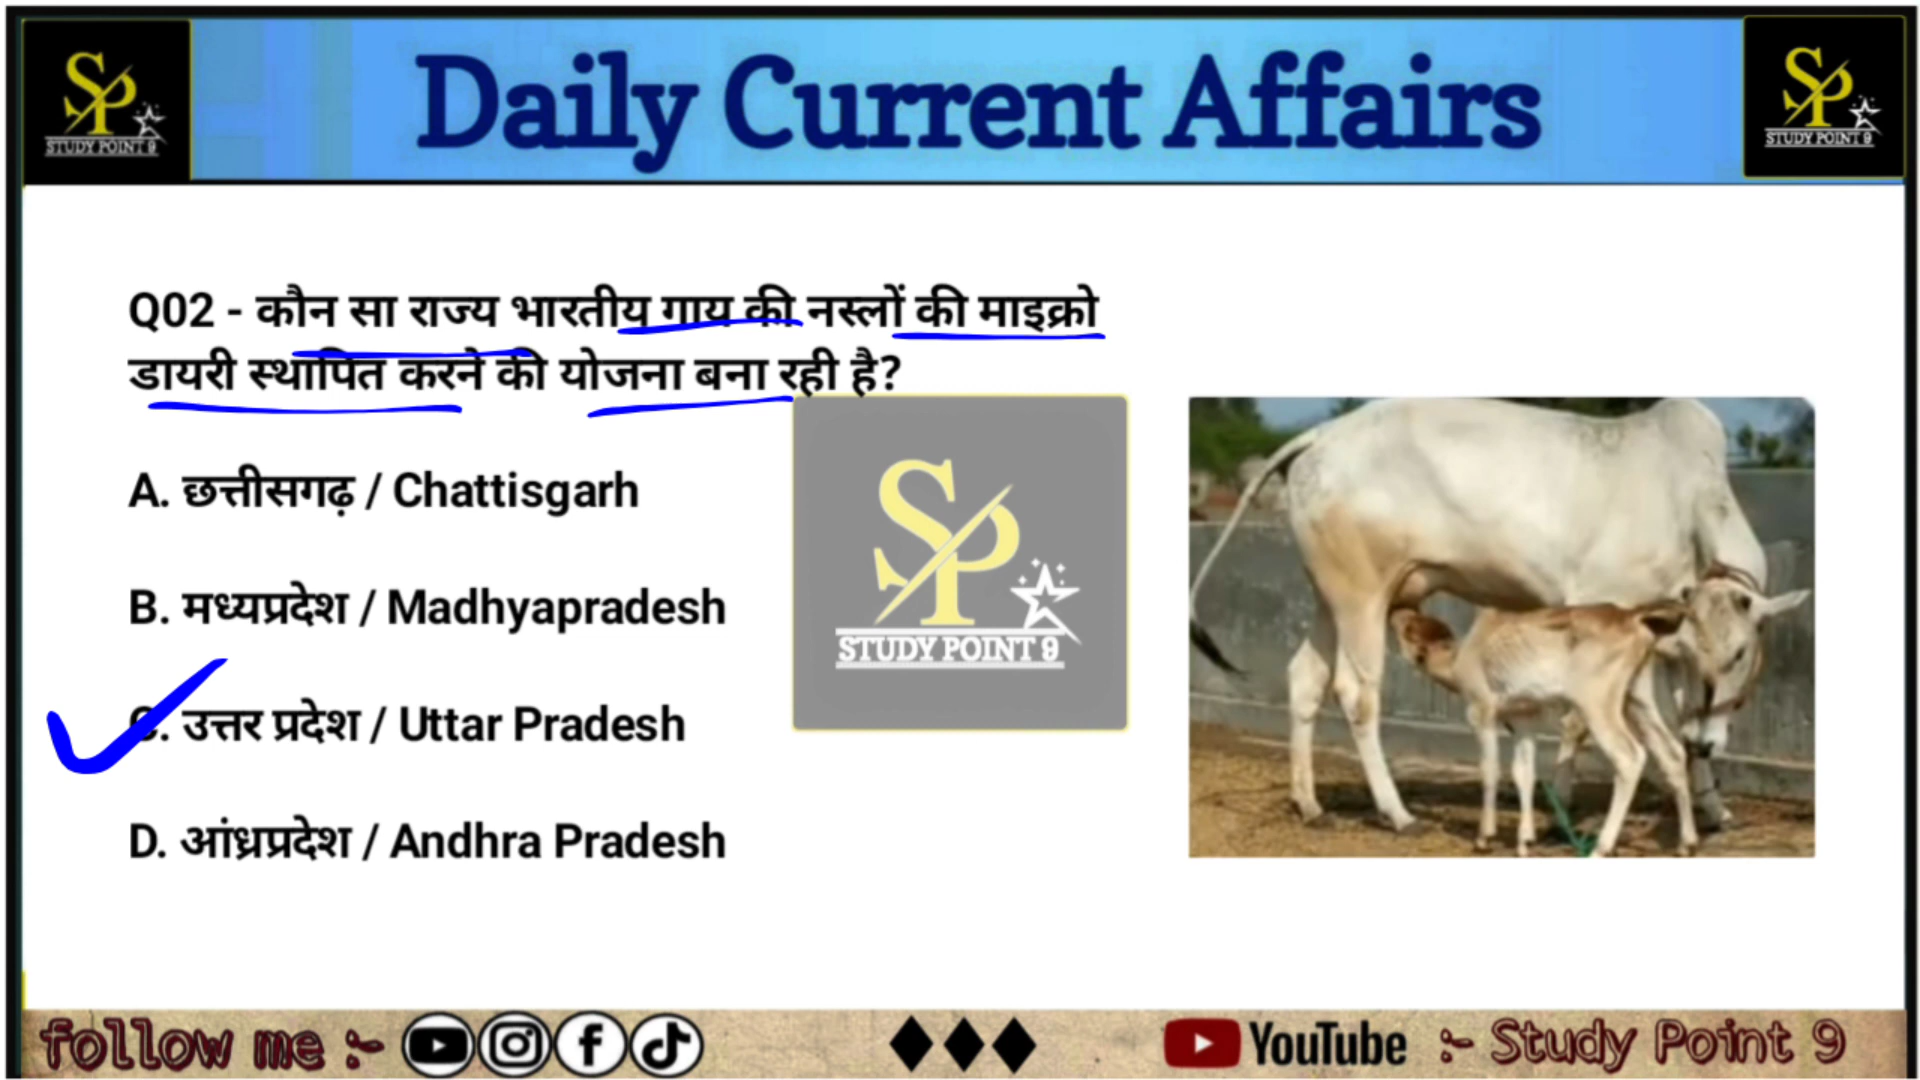 SP
STUDY POINT 9
Daily Current Affairs
SP
STUDY POINT 9
Q02 - कौन सा राज्य भारतीय गाय की नस्लों की माइक्रो
डायरी स्थापित करने की योजना बना रही है?
A. छत्तीसगढ़ / Chattisgarh
B. मध्यप्रदेश / Madhyapradesh
C. उत्तर प्रदेश / Uttar Pradesh
D. आंध्रप्रदेश / Andhra Pradesh
SP
STUDY POINT 9
follow me :-
YouTube :- Study Point 9